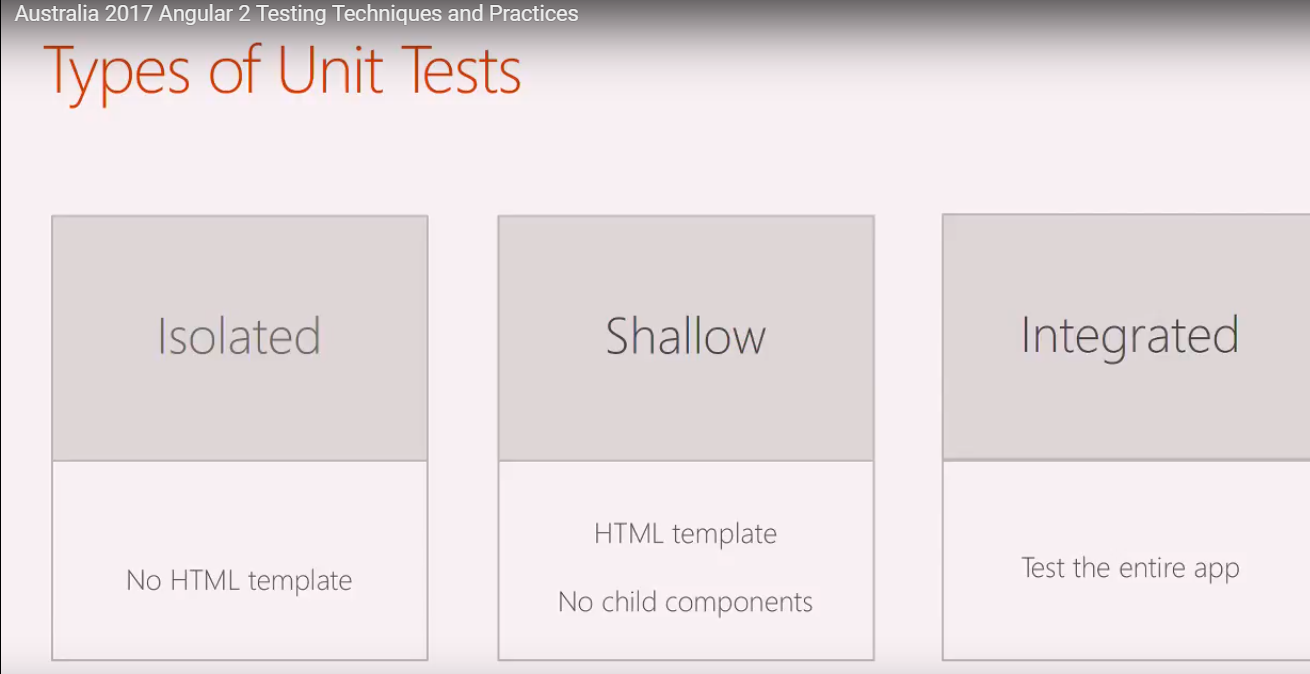 Australia 2017 Angular 2 Testing Techniques and Practices
Types of Unit Tests
Isolated
No HTML template
Shallow
HTML template
No child components
Integrated
Test the entire app